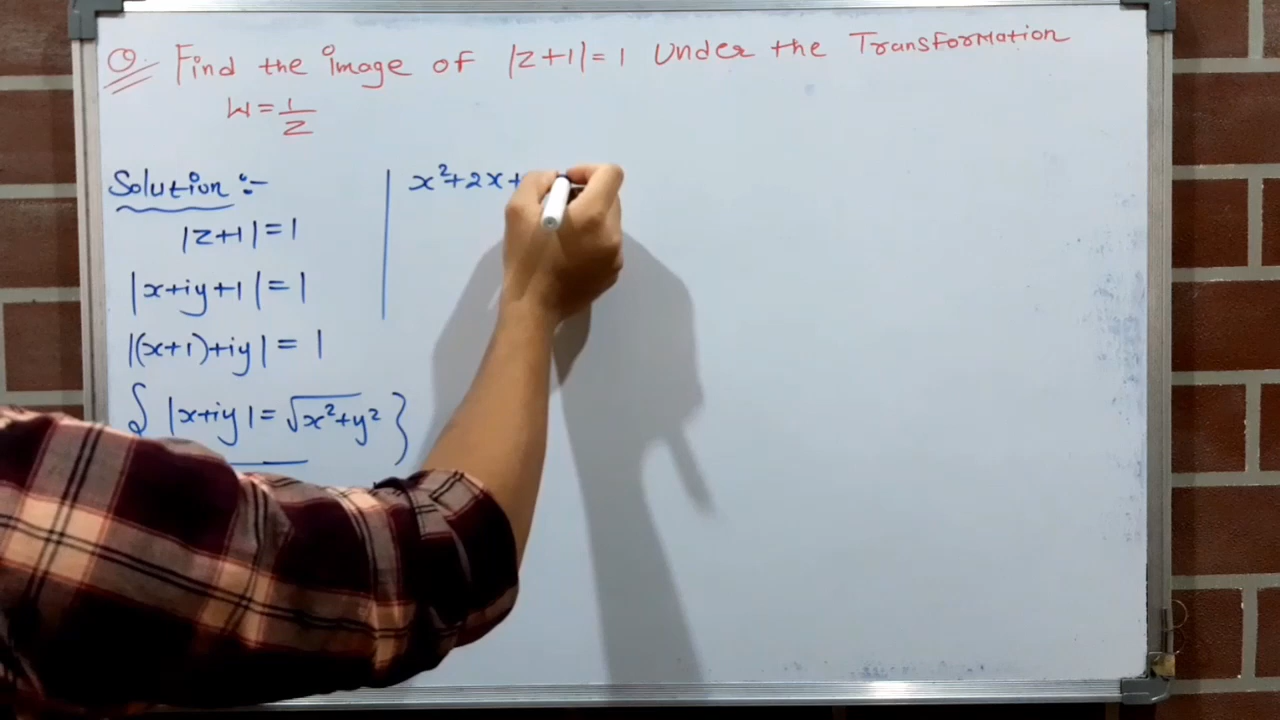 Q. Find the image of |z+1|=1 Under the Transformation
W=1/Z
Solution :-
|z+1|=1
|x+iy+1|=1
|(x+1)+iy|=1
{ |x+iy|=√x²+y² }
x²+2x+